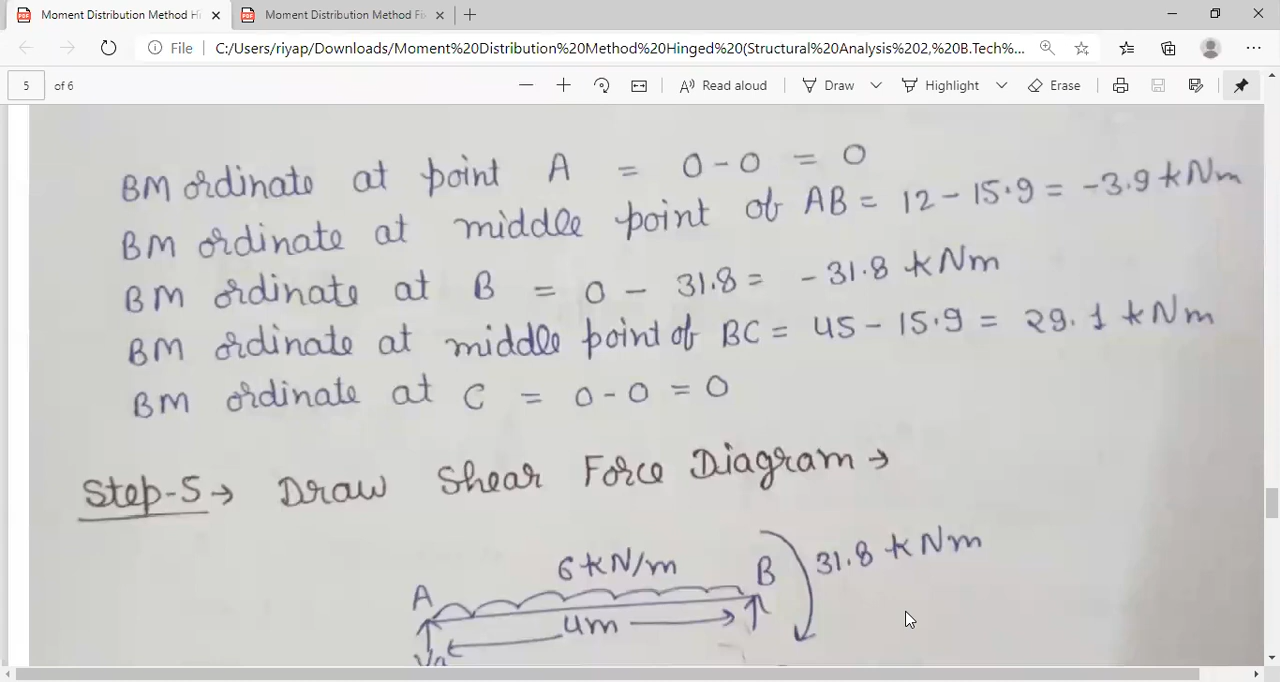 Moment Distribution Method Hi
Moment Distribution Method Fi
File
C:/Users/riyap/Downloads/Moment%20Distribution%20Method%20Hinged%20(Structural%20Analysis%202,%20B.Tech%...
5 of 6
Read aloud
Draw
Highlight
Erase
BM ordinate at point A = 0 - 0 = 0
BM ordinate at middle point of AB = 12 - 15.9 = -3.9 kNm
BM ordinate at B = 0 - 31.8 = -31.8 kNm
BM ordinate at middle point of BC = 45 - 15.9 = 29.1 kNm
BM ordinate at C = 0 - 0 = 0
Step-5 → Draw Shear Force Diagram →
6 kN/m
A
B
31.8 kNm
4m